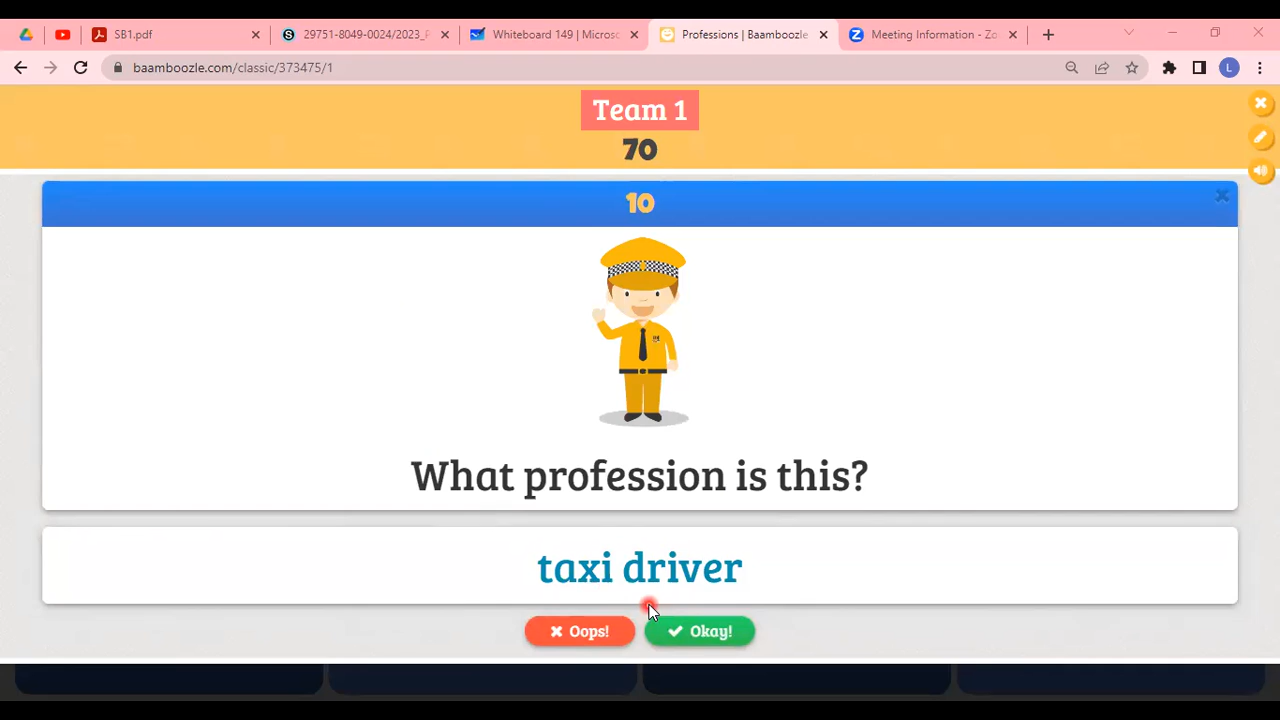 SB1.pdf
29751-8049-0024/2023_F
Whiteboard 149 | Microso
Professions | Baamboozle
Meeting Information - Zo
baamboozle.com/classic/373475/1
L
Team 1
70
10
What profession is this?
taxi driver
Oops!
Okay!